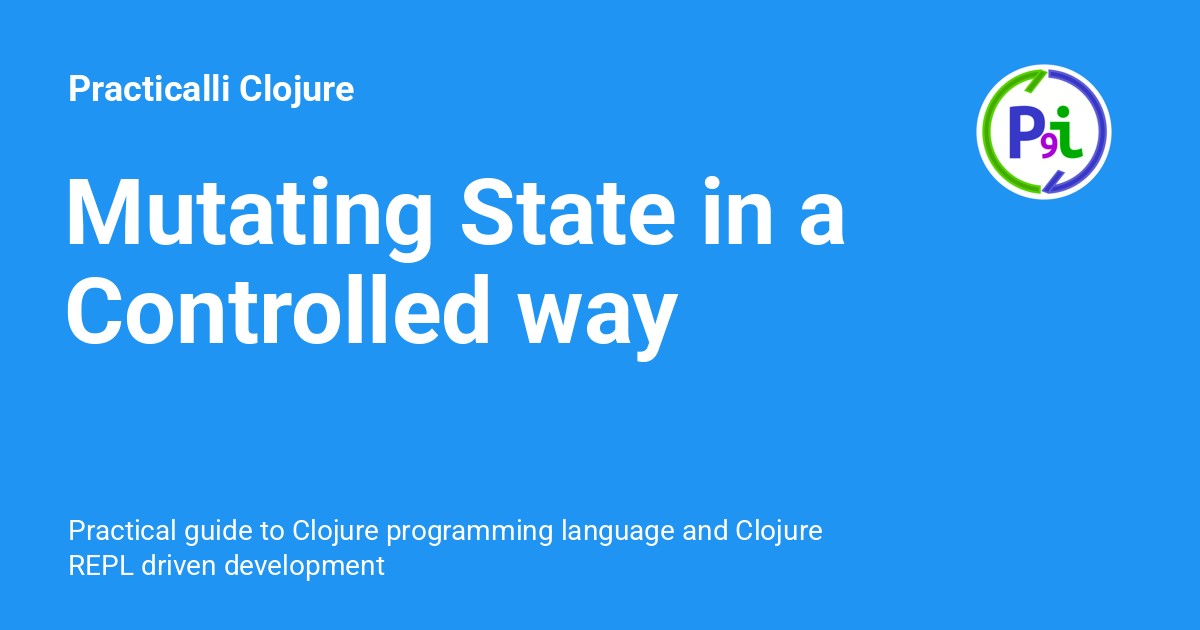 Practicalli Clojure
P9i
Mutating State in a
Controlled way
Practical guide to Clojure programming language and Clojure
REPL driven development